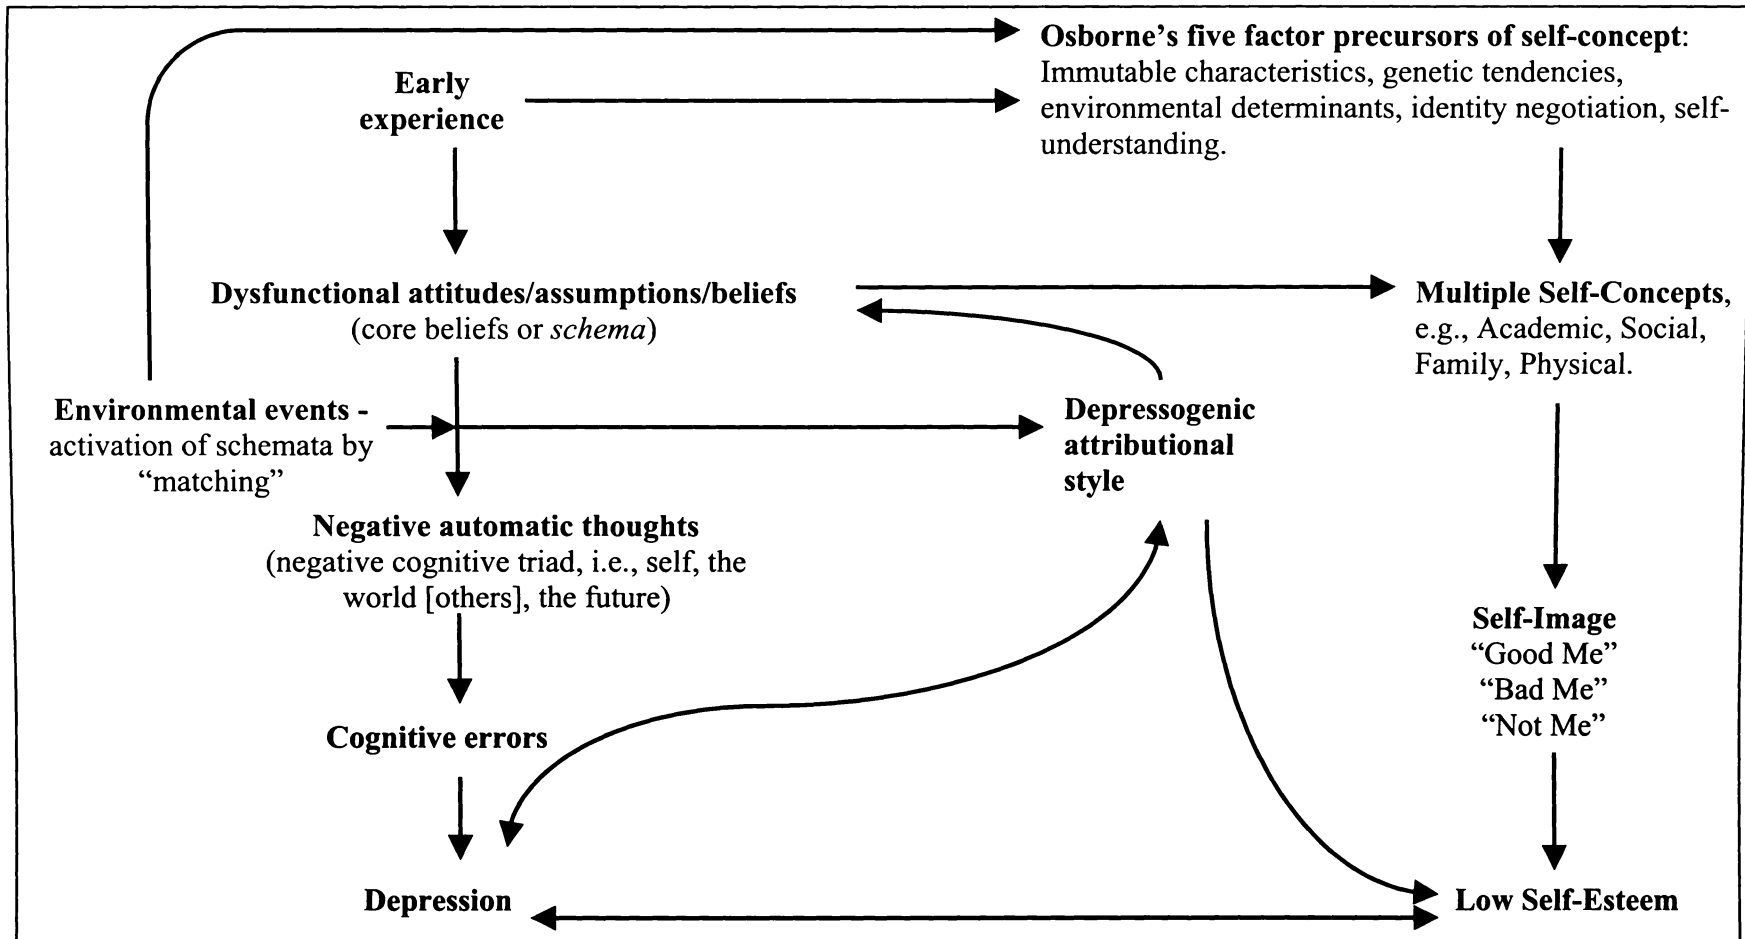 Osborne’s five factor precursors of self-concept:
Immutable characteristics, genetic tendencies,
environmental determinants, identity negotiation, self-
understanding.
Early
experience
Dysfunctional attitudes/assumptions/beliefs
(core beliefs or schema)
Multiple Self-Concepts,
e.g., Academic, Social,
Family, Physical.
Environmental events -
activation of schemata by
“matching”
Depressogenic
attributional
style
Negative automatic thoughts
(negative cognitive triad, i.e., self, the
world [others], the future)
Self-Image
“Good Me”
“Bad Me”
“Not Me”
Cognitive errors
Depression
Low Self-Esteem